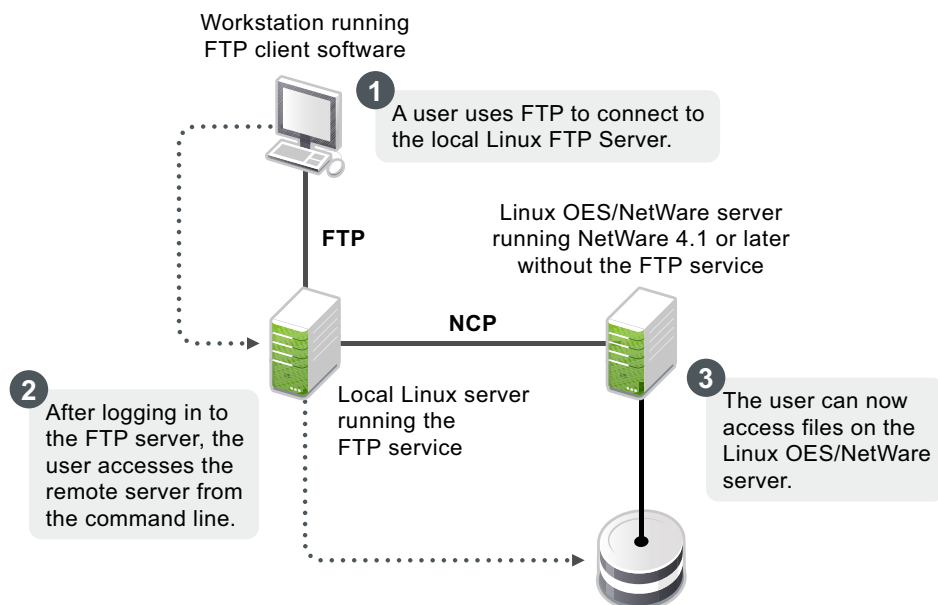 Workstation running
FTP client software
1
A user uses FTP to connect to
the local Linux FTP Server.
FTP
Linux OES/NetWare server
running NetWare 4.1 or later
without the FTP service
NCP
Local Linux server
running the
FTP service
2
After logging in to
the FTP server, the
user accesses the
remote server from
the command line.
3
The user can now
access files on the
Linux OES/NetWare
server.